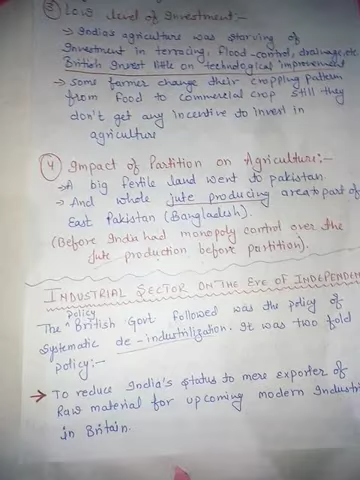 ③ Low level of Investment:-
→ Indias agriculture was starving of
Investment in terracing, flood-control, drainage, etc
British Invest little on technological improvement
→ Some farmer change their cropping pattern
from food to commercial crop still they
don't get any incentive to invest in
agriculture
④ Impact of Partition on Agriculture:-
→ A big fertile land went to pakistan
→ And whole jute producing area part of
East Pakistan (Bangladesh).
(Before India had monopoly control over the
jute production before partition).
INDUSTRIAL SECTOR ON THE EVE OF INDEPENDEN
policy
The ^ British Govt followed was the policy of
systematic de-industrilization. It was two fold
policy:-
→ To reduce India's status to mere exporter of
Raw material for upcoming modern Industri
in Britain.